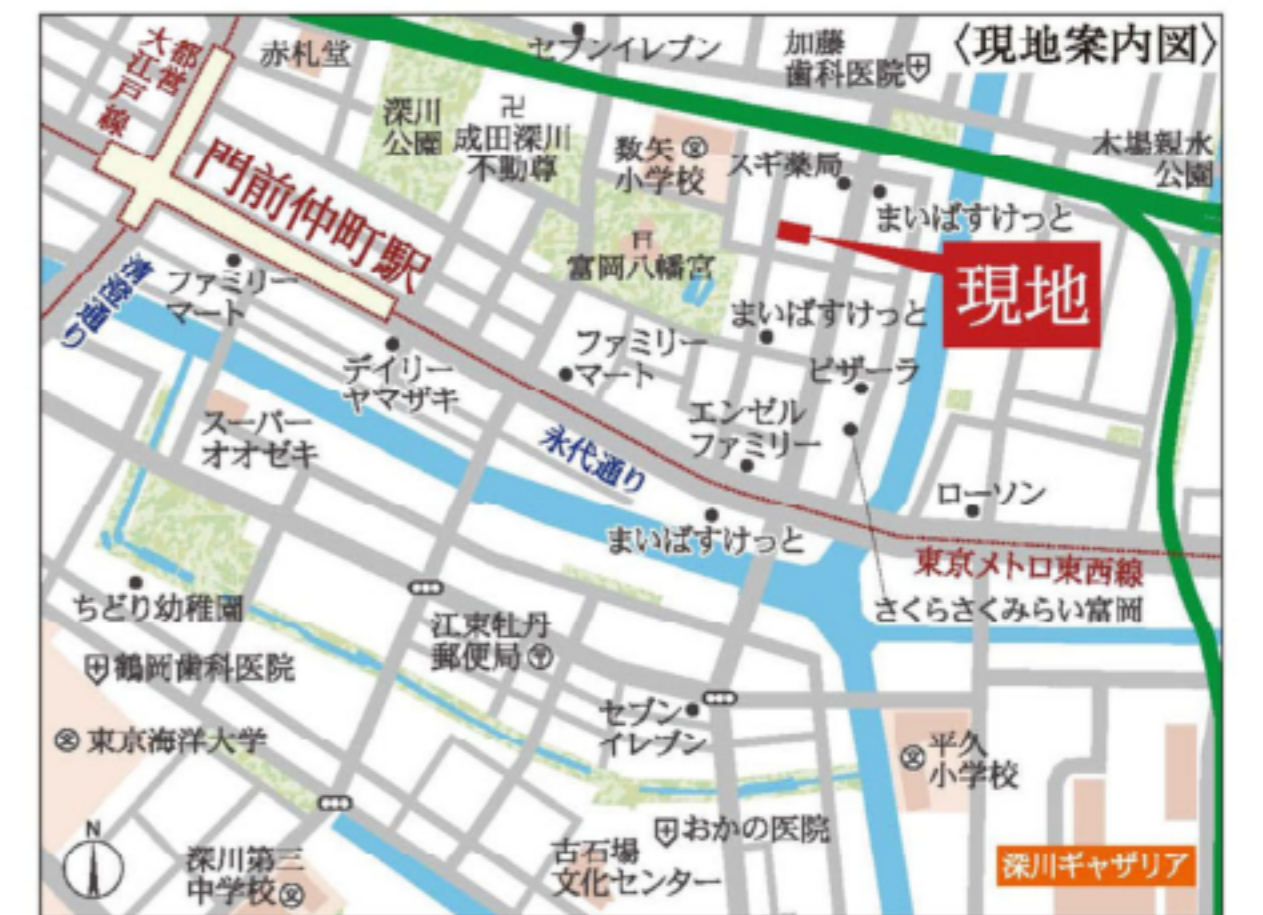 〈現地案内図〉
都営
大江戸線
赤札堂
セブンイレブン
加藤
歯科医院
深川
公園
成田深川
不動尊
数矢
小学校
スギ薬局
木場親水
公園
まいばすけっと
門前仲町駅
富岡八幡宮
現地
清澄通り
ファミリー
マート
まいばすけっと
デイリー
ヤマザキ
ファミリー
マート
ピザーラ
スーパー
オオゼキ
永代通り
エンゼル
ファミリー
ローソン
まいばすけっと
東京メトロ東西線
さくらさくみらい富岡
ちどり幼稚園
江東牡丹
郵便局
鶴岡歯科医院
東京海洋大学
セブン
イレブン
平久
小学校
N
深川第三
中学校
古石場
文化センター
おかの医院
深川ギャザリア